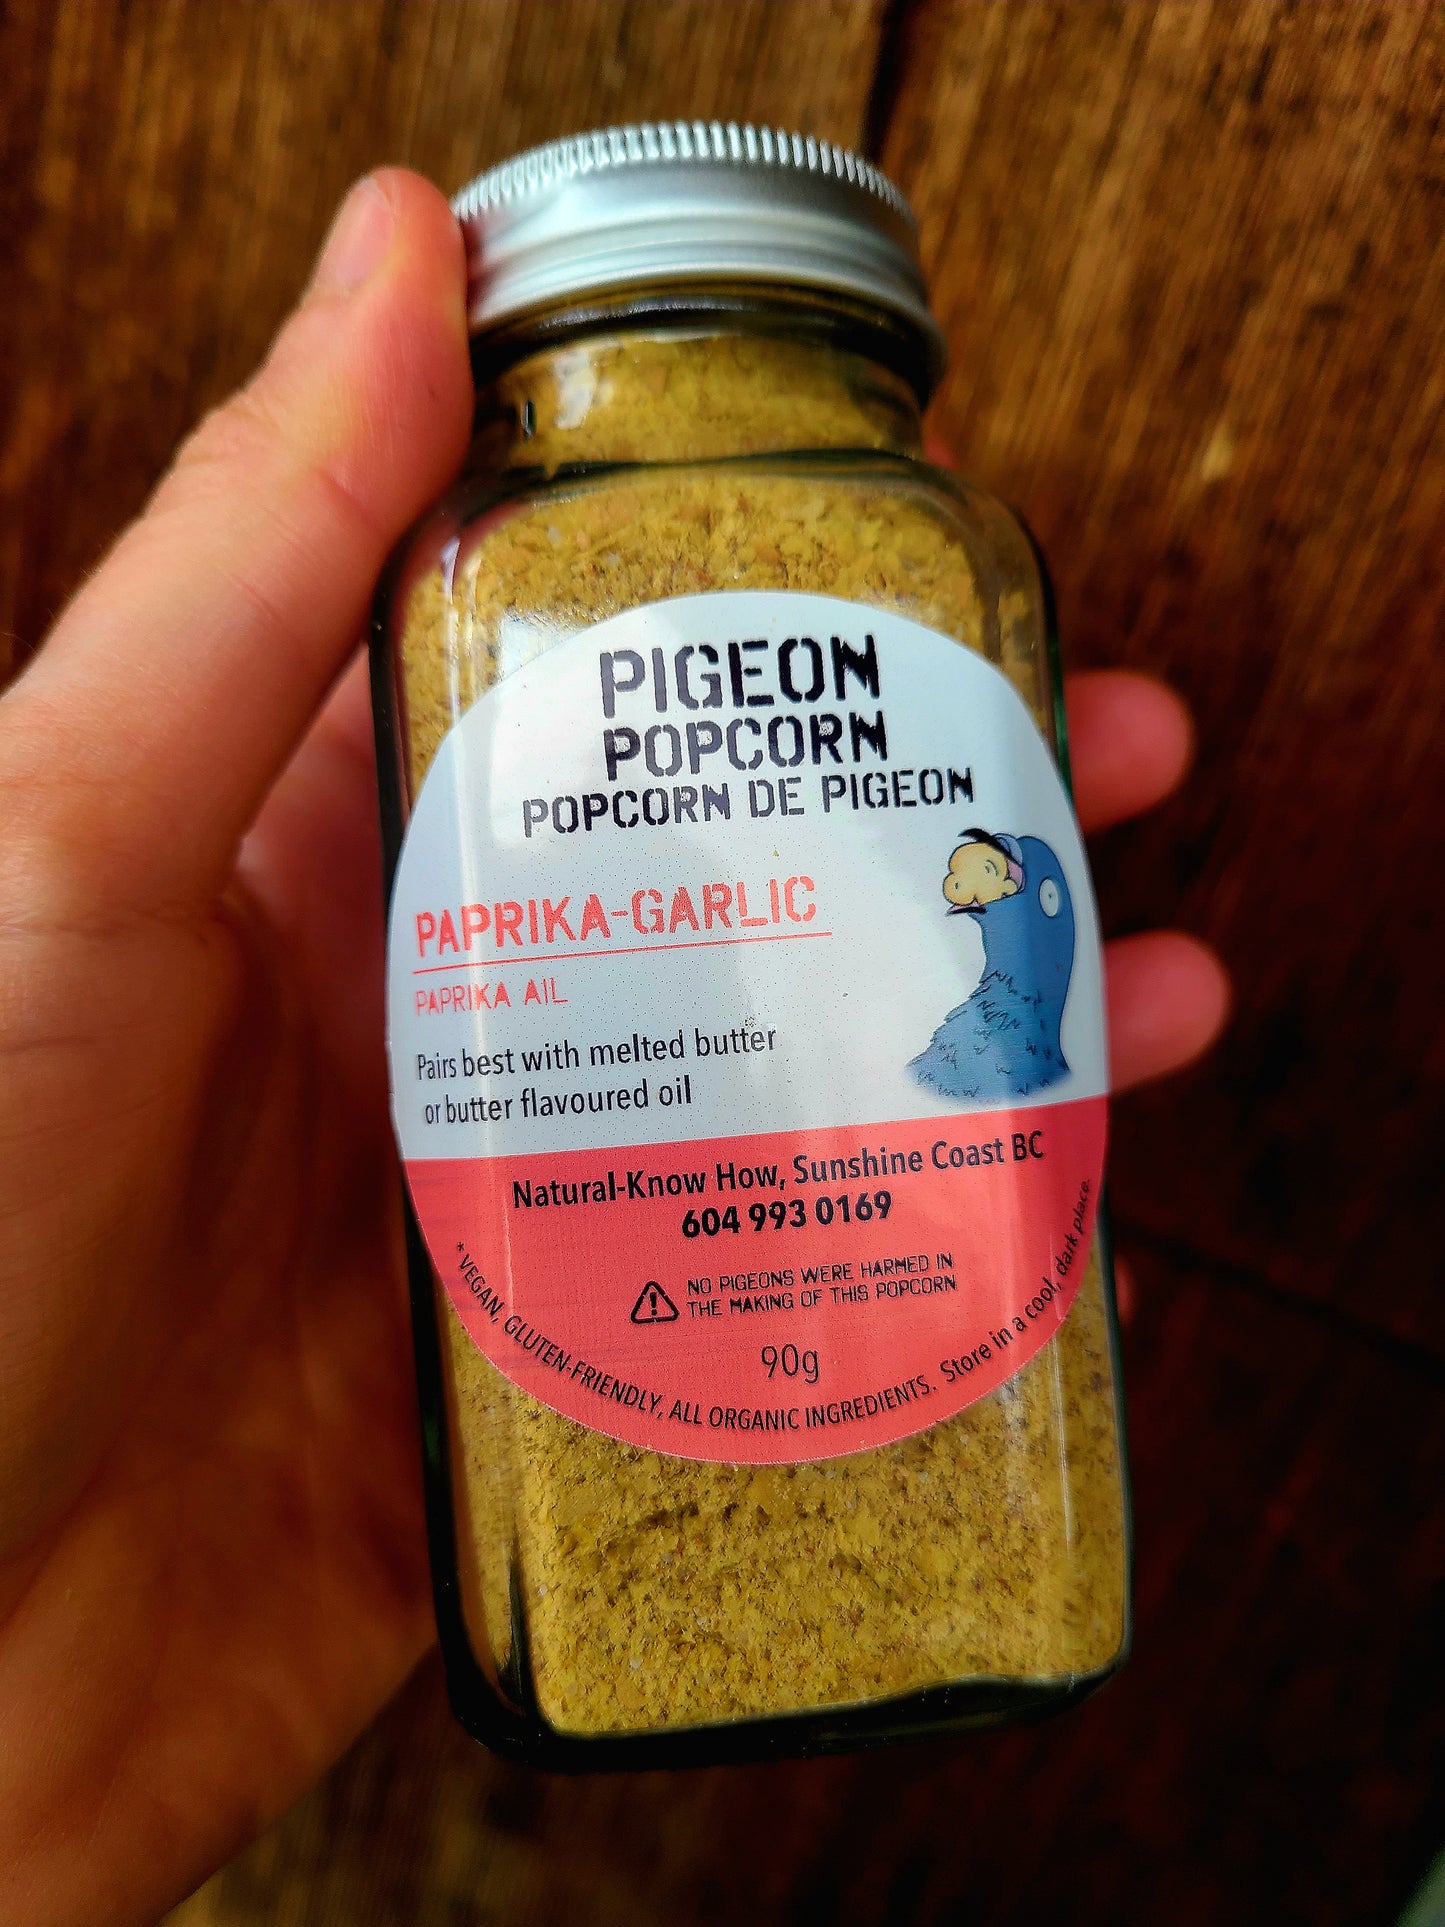 PIGEON
POPCORN
POPCORN DE PIGEON
PAPRIKA-GARLIC
PAPRIKA AIL
Pairs best with melted butter
or butter flavoured oil
Natural-Know How, Sunshine Coast BC
604 993 0169
NO PIGEONS WERE HARMED IN
THE MAKING OF THIS POPCORN
90g
* VEGAN, GLUTEN-FRIENDLY, ALL ORGANIC INGREDIENTS. Store in a cool, dark place.